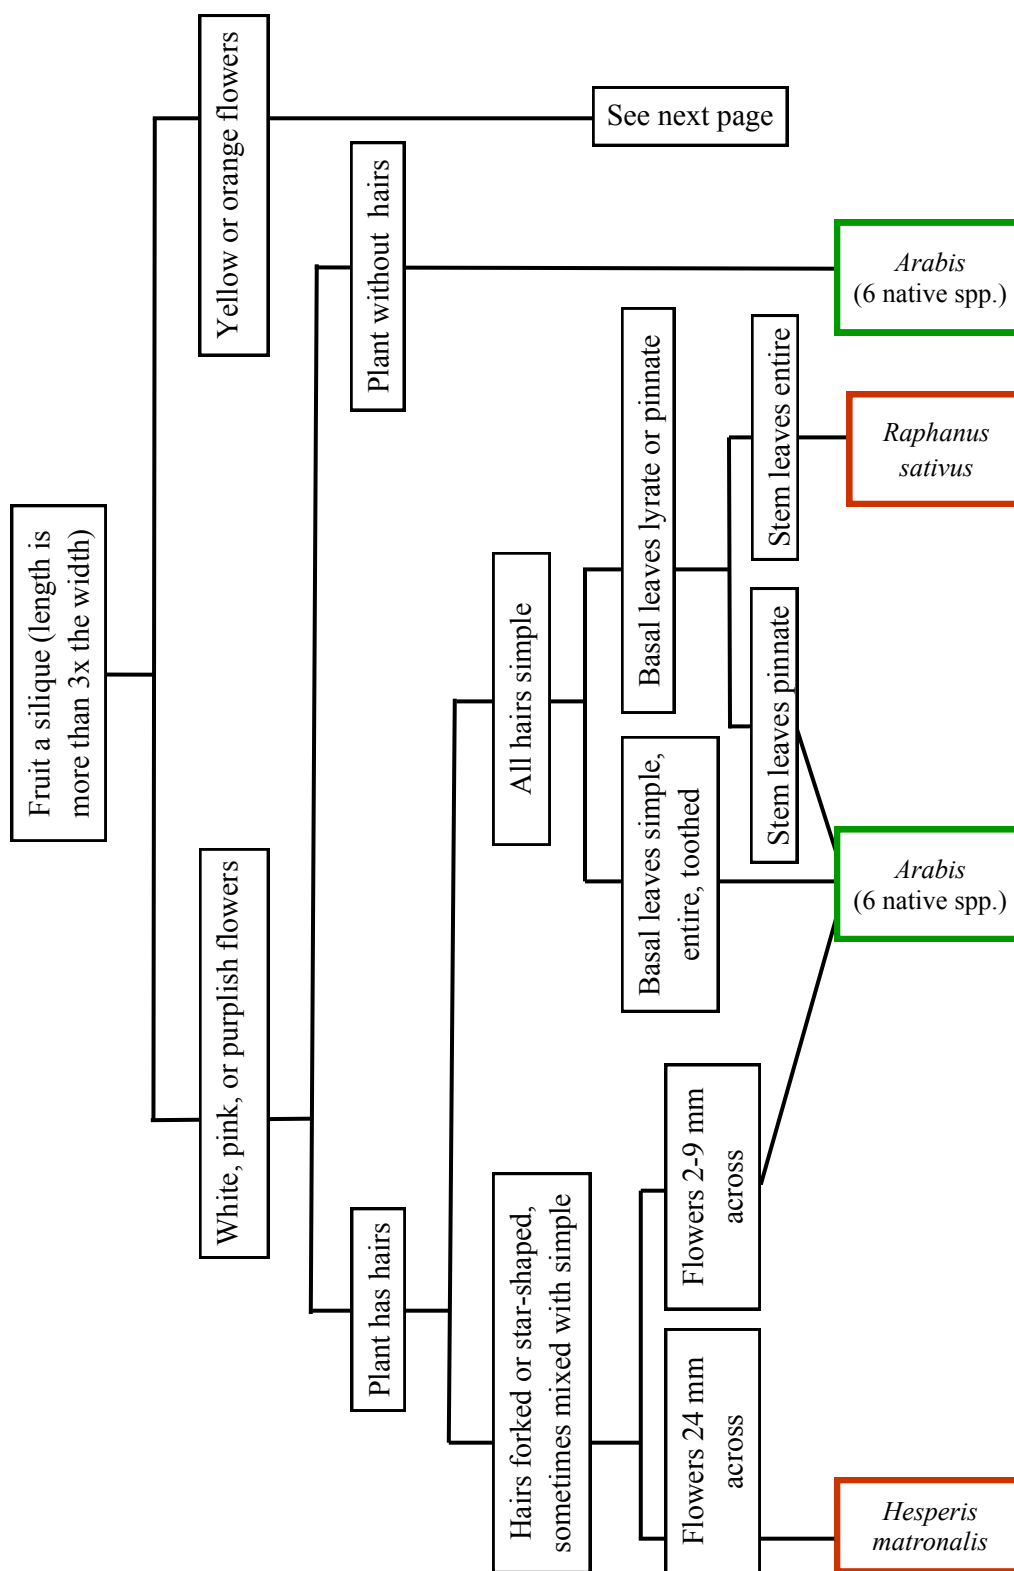 Fruit a silique (length is
more than 3x the width)
White, pink, or purplish flowers
Yellow or orange flowers
Plant has hairs
Plant without hairs
Hairs forked or star-shaped,
sometimes mixed with simple
All hairs simple
See next page
Flowers 24 mm
across
Flowers 2-9 mm
across
Basal leaves simple,
entire, toothed
Basal leaves lyrate or pinnate
Stem leaves pinnate
Stem leaves entire
Hesperis
matronalis
Arabis
(6 native spp.)
Raphanus
sativus
Arabis
(6 native spp.)